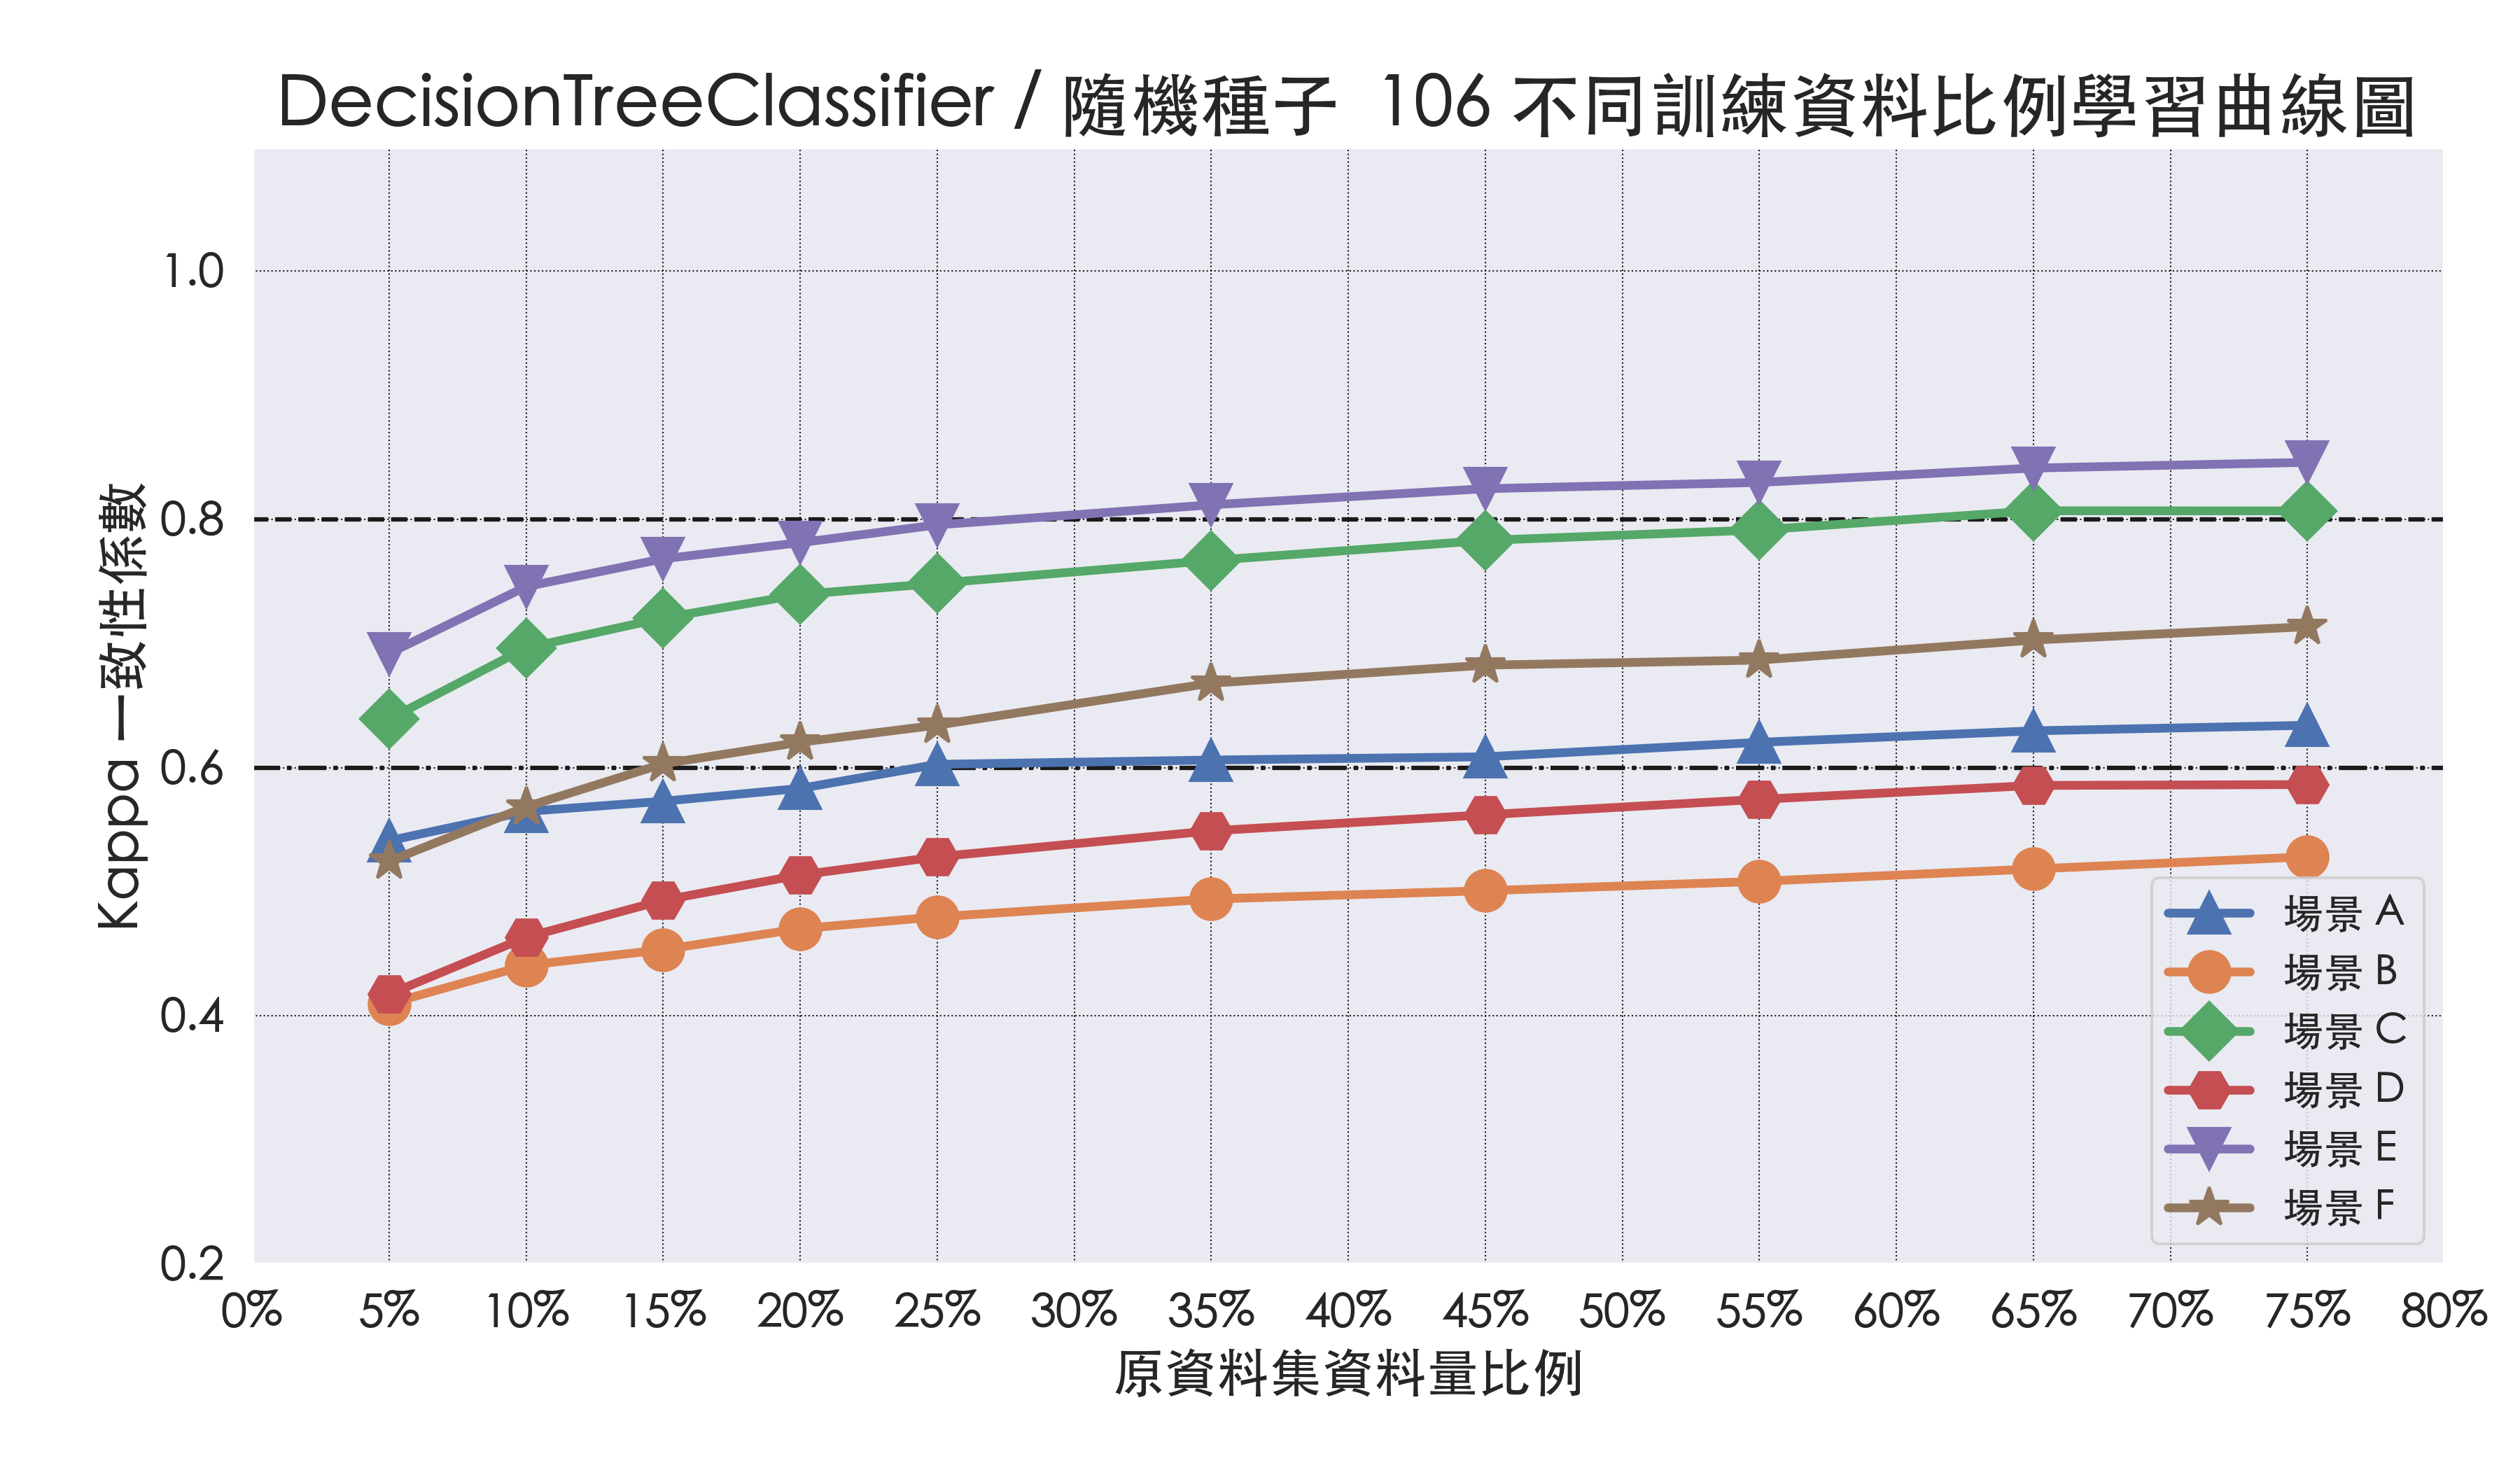 DecisionTreeClassifier / 隨機種子 106 不同訓練資料比例學習曲線圖
Kappa 一致性係數
1.0
0.8
0.6
0.4
0.2
0% 5% 10% 15% 20% 25% 30% 35% 40% 45% 50% 55% 60% 65% 70% 75% 80%
原資料集資料量比例
場景 A
場景 B
場景 C
場景 D
場景 E
場景 F